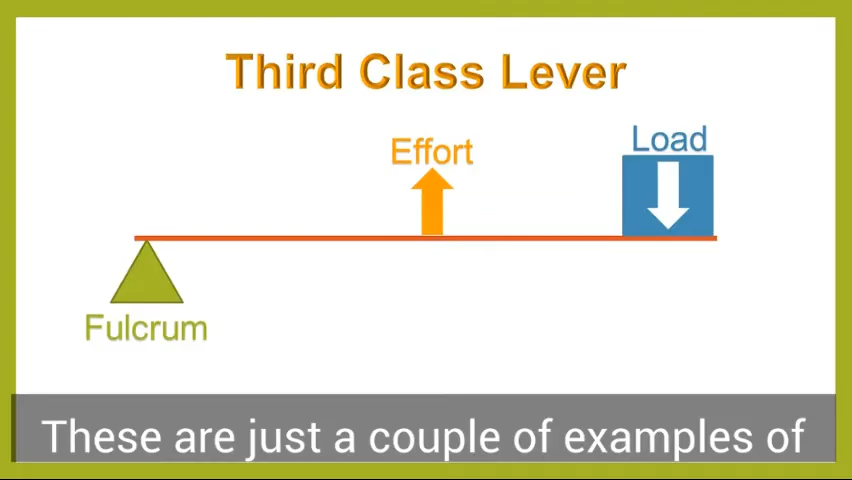 Third Class Lever
Effort
Load
Fulcrum
These are just a couple of examples of